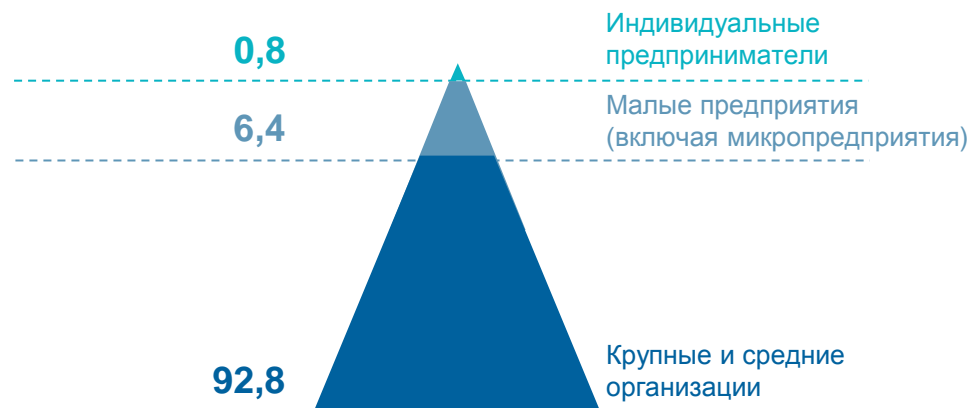 0,8
Индивидуальные
предприниматели
6,4
Малые предприятия
(включая микропредприятия)
92,8
Крупные и средние
организации